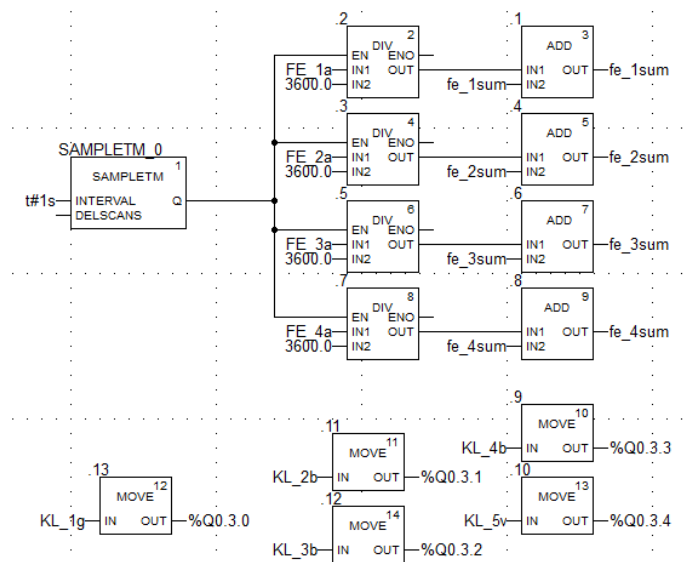 .2 .1
DIV 2 ADD 3
EN ENO
FE_1a IN1 OUT IN1 OUT fe_1sum
3600.0 IN2 fe_1sum IN2
.3 .4
DIV 4 ADD 5
SAMPLETM_0 EN ENO
SAMPLETM 1 FE_2a IN1 OUT IN1 OUT fe_2sum
3600.0 IN2 fe_2sum IN2
t#1s INTERVAL Q .5 .6
DELSCANS DIV 6 ADD 7
EN ENO
FE_3a IN1 OUT IN1 OUT fe_3sum
3600.0 IN2 fe_3sum IN2
.7 .8
DIV 8 ADD 9
EN ENO
FE_4a IN1 OUT IN1 OUT fe_4sum
3600.0 IN2 fe_4sum IN2
.9
.11 MOVE 10
MOVE 11 KL_4b IN OUT %Q0.3.3
.13 KL_2b IN OUT %Q0.3.1 .10
MOVE 12 .12 MOVE 13
KL_1g IN OUT %Q0.3.0 MOVE 14 KL_5v IN OUT %Q0.3.4
KL_3b IN OUT %Q0.3.2